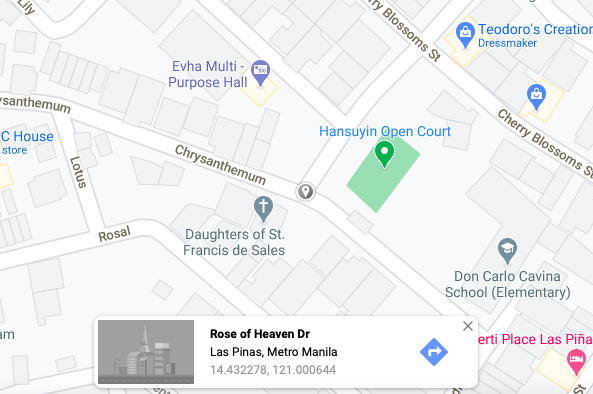 Lily
Teodoro's Creation
Dressmaker
Cherry Blossoms St
Evha Multi -
Purpose Hall
Hansuyin Open Court
Cherry Blossoms St
ysanthemum
C House
store
Chrysanthemum
Lotus
Daughters of St.
Francis de Sales
Rosal
Don Carlo Cavina
School (Elementary)
erti Place Las Piña
am
Rose of Heaven Dr
Las Pinas, Metro Manila
14.432278, 121.000644
St